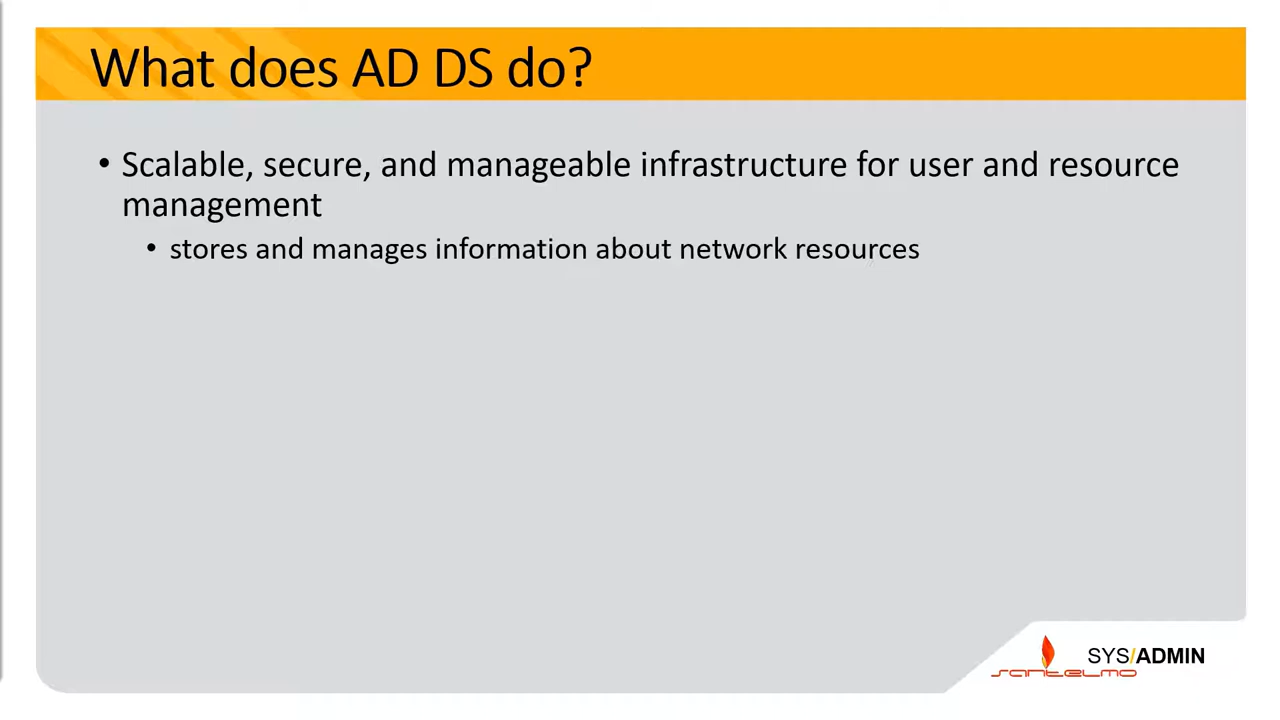 What does AD DS do?
• Scalable, secure, and manageable infrastructure for user and resource
management
• stores and manages information about network resources
SYS/ADMIN
santelmo